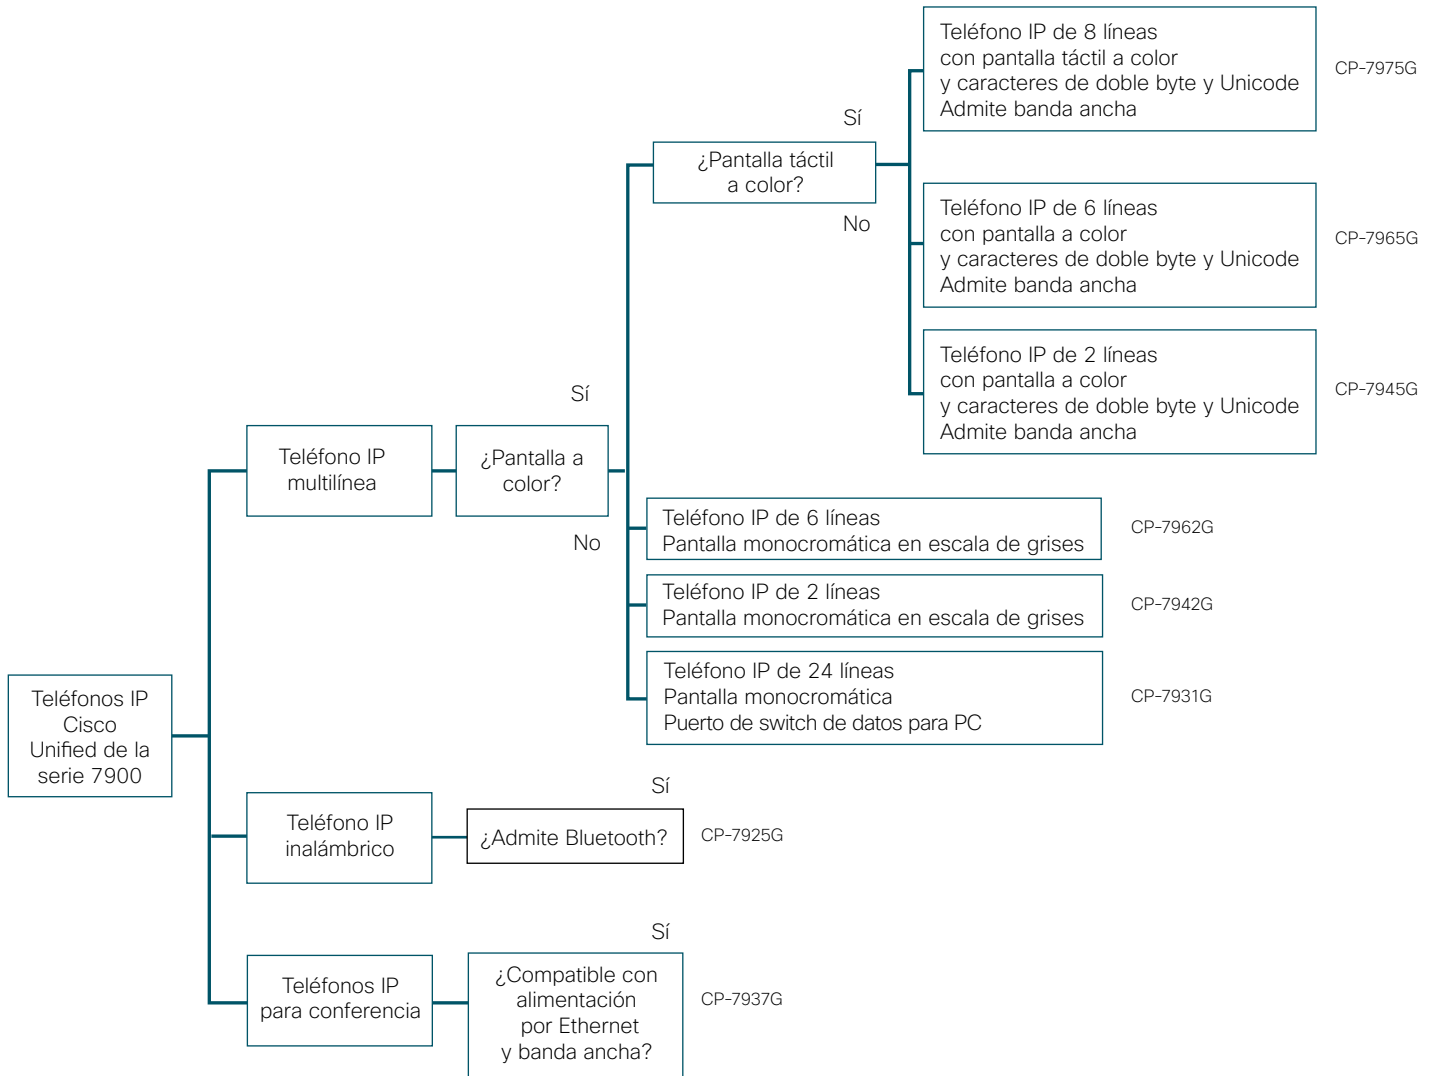 Teléfono IP de 8 líneas
con pantalla táctil a color
y caracteres de doble byte y Unicode
Admite banda ancha
CP-7975G
Sí
¿Pantalla táctil
a color?
No
Teléfono IP de 6 líneas
con pantalla a color
y caracteres de doble byte y Unicode
Admite banda ancha
CP-7965G
Teléfono IP de 2 líneas
con pantalla a color
y caracteres de doble byte y Unicode
Admite banda ancha
CP-7945G
Sí
Teléfono IP
multilínea
¿Pantalla a
color?
No
Teléfono IP de 6 líneas
Pantalla monocromática en escala de grises
CP-7962G
Teléfono IP de 2 líneas
Pantalla monocromática en escala de grises
CP-7942G
Teléfono IP de 24 líneas
Pantalla monocromática
Puerto de switch de datos para PC
CP-7931G
Teléfonos IP
Cisco
Unified de la
serie 7900
Sí
Teléfono IP
inalámbrico
¿Admite Bluetooth?
CP-7925G
Sí
Teléfonos IP
para conferencia
¿Compatible con
alimentación
por Ethernet
y banda ancha?
CP-7937G